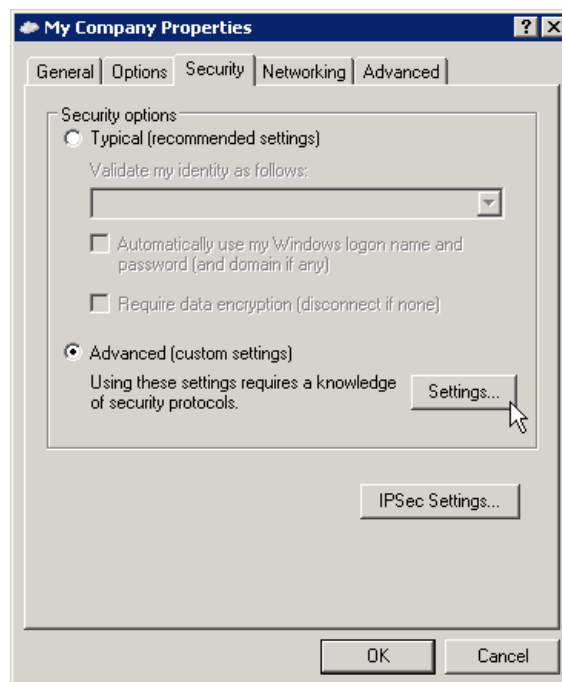 My Company Properties
General Options Security Networking Advanced
Security options
Typical (recommended settings)
Validate my identity as follows:
Automatically use my Windows logon name and
password (and domain if any)
Require data encryption (disconnect if none)
Advanced (custom settings)
Using these settings requires a knowledge
of security protocols.
Settings...
IPSec Settings...
OK Cancel